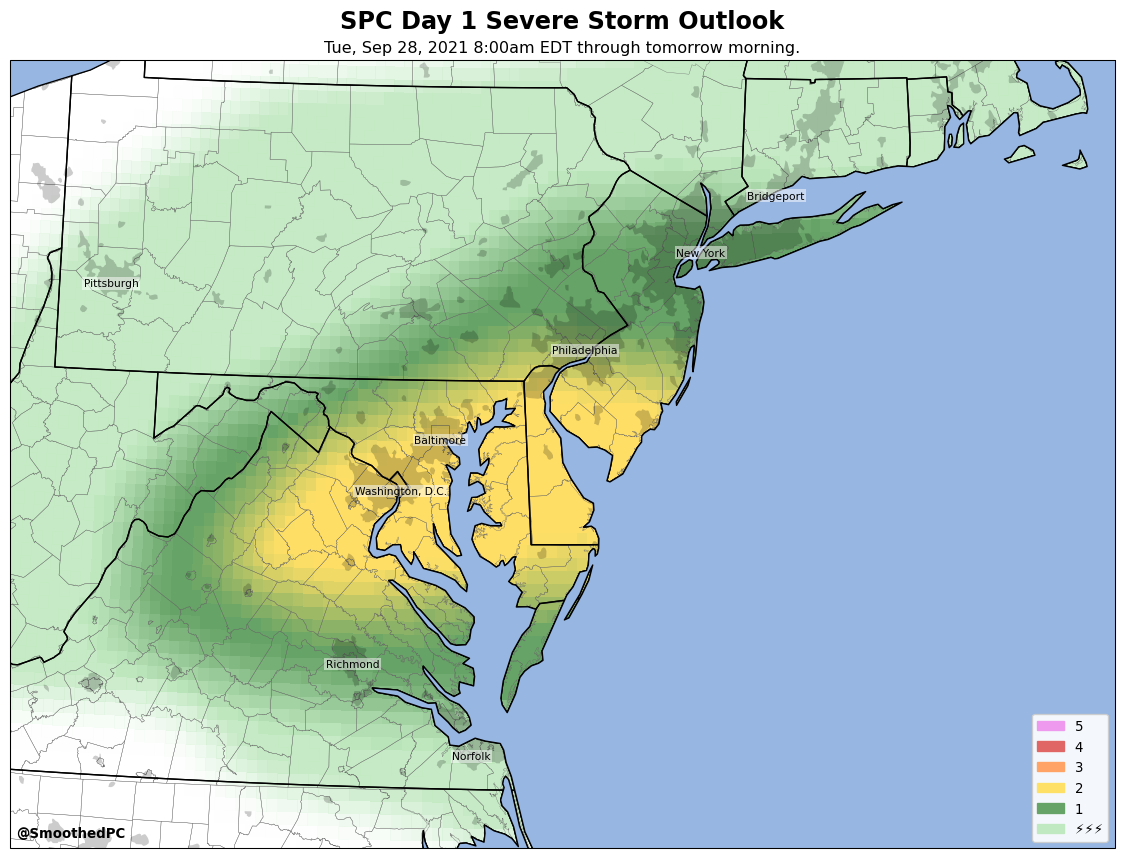 SPC Day 1 Severe Storm Outlook
Tue, Sep 28, 2021 8:00am EDT through tomorrow morning.
Bridgeport
New York
Pittsburgh
Philadelphia
Baltimore
Washington, D.C.
Richmond
Norfolk
5
4
3
2
1
⚡⚡⚡
@SmoothedPC